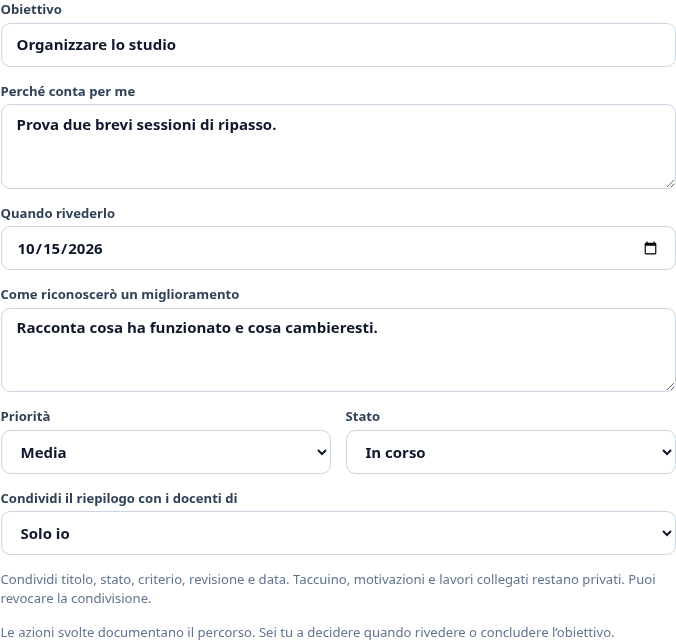 Obiettivo
Organizzare lo studio
Perché conta per me
Prova due brevi sessioni di ripasso.
Quando rivederlo
10/15/2026
Come riconoscerò un miglioramento
Racconta cosa ha funzionato e cosa cambieresti.
Priorità
Stato
Media
In corso
Condividi il riepilogo con i docenti di
Solo io
Condividi titolo, stato, criterio, revisione e data. Taccuino, motivazioni e lavori collegati restano privati. Puoi
revocare la condivisione.
Le azioni svolte documentano il percorso. Sei tu a decidere quando rivedere o concludere l’obiettivo.